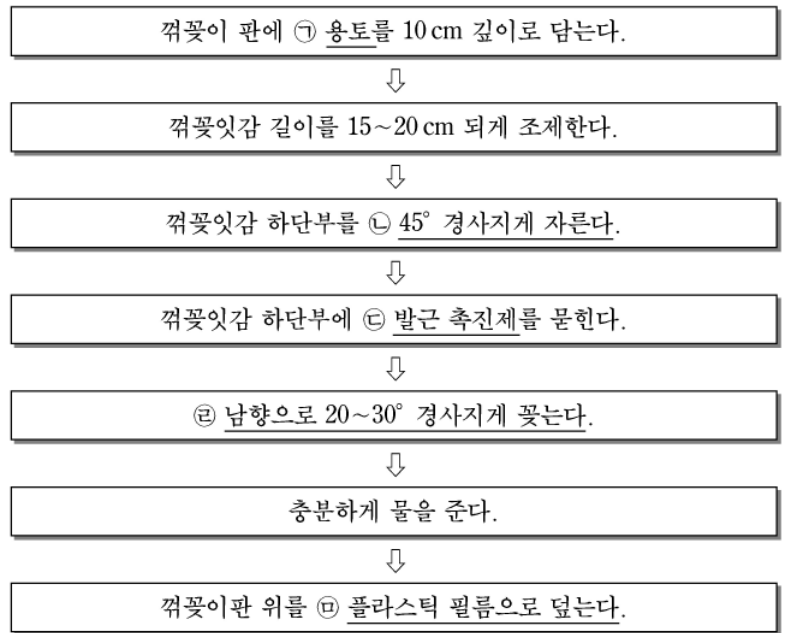 꺾꽂이 판에 ㉠ 용토를 10 cm 깊이로 담는다.
⇩
꺾꽂잇감 길이를 15~20 cm 되게 조제한다.
⇩
꺾꽂잇감 하단부를 ㉡ 45° 경사지게 자른다.
⇩
꺾꽂잇감 하단부에 ㉢ 발근 촉진제를 묻힌다.
⇩
㉣ 남향으로 20~30° 경사지게 꽂는다.
⇩
충분하게 물을 준다.
⇩
꺾꽂이판 위를 ㉤ 플라스틱 필름으로 덮는다.